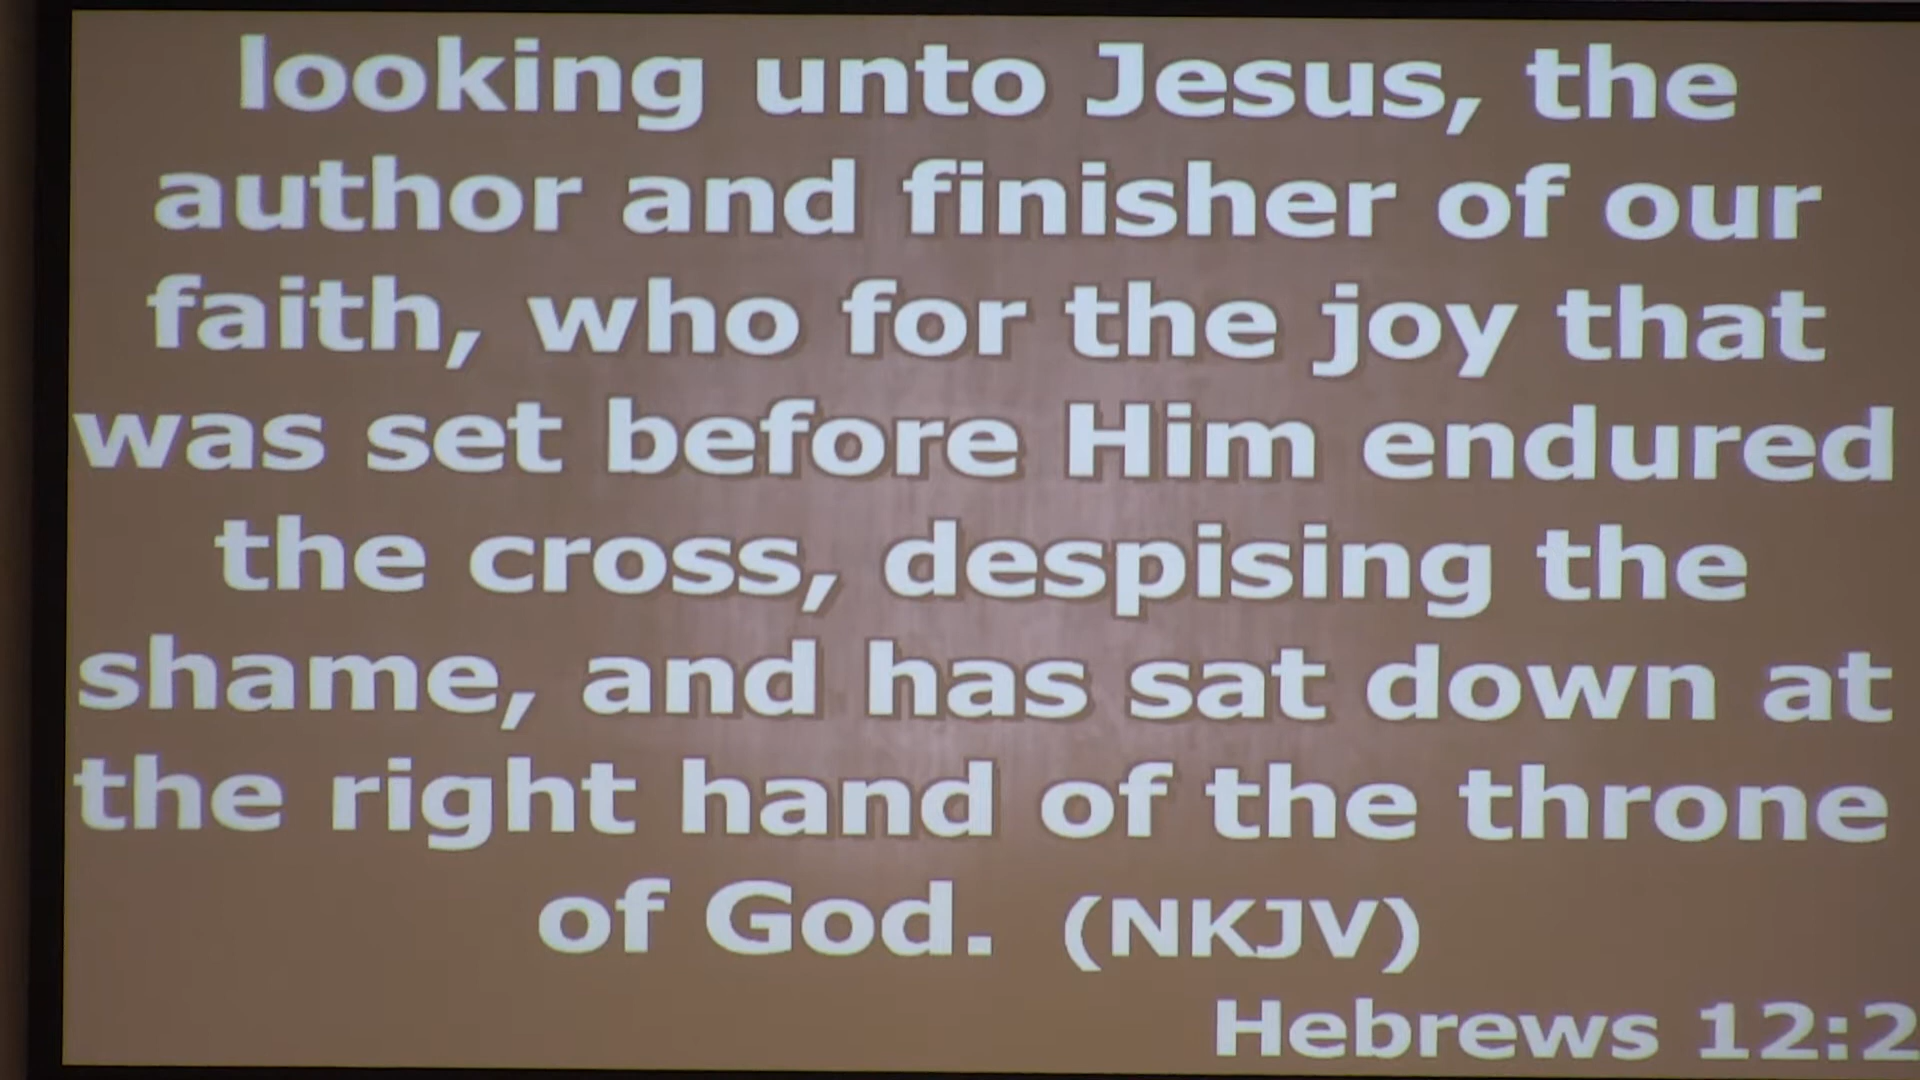 looking unto Jesus, the
author and finisher of our
faith, who for the joy that
was set before Him endured
the cross, despising the
shame, and has sat down at
the right hand of the throne
of God. (NKJV)
Hebrews 12:2